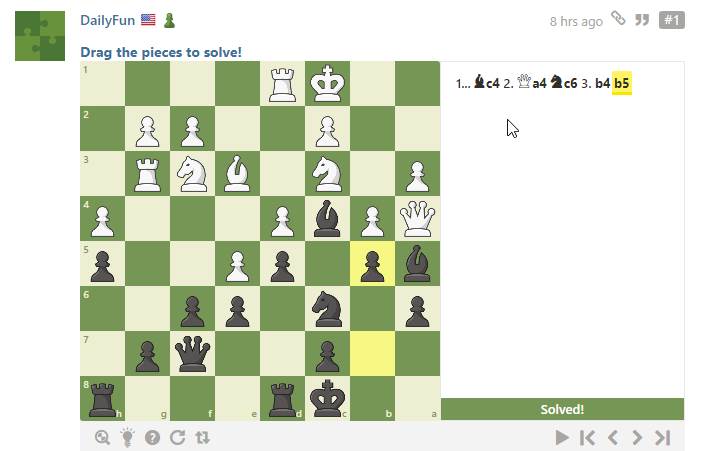 DailyFun 8 hrs ago #1
Drag the pieces to solve!
1... c4 2. a4 c6 3. b4 b5
1
2
3
4
5
6
7
8 h g f e d c b a
Solved!